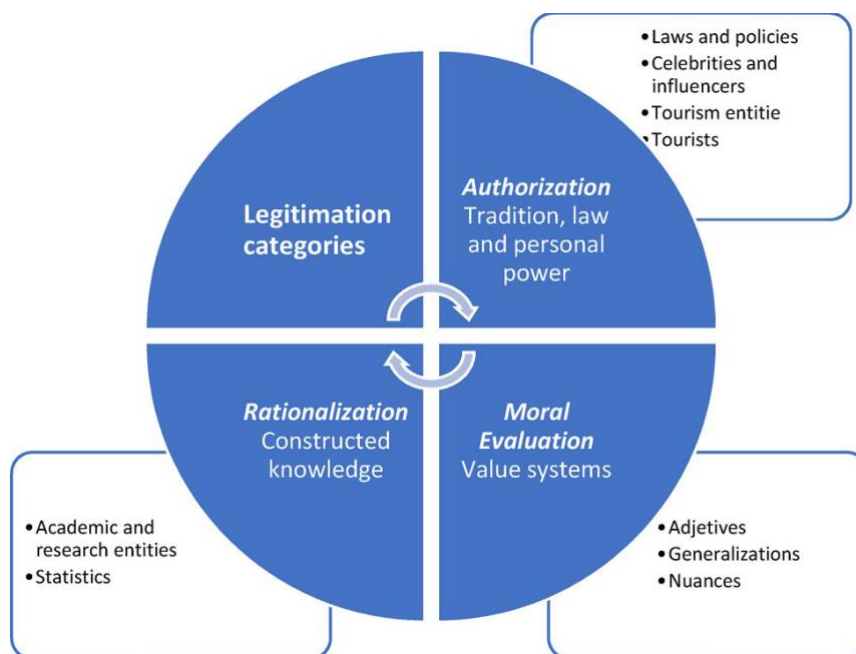 •Laws and policies
•Celebrities and
influencers
•Tourism entitie
•Tourists
Legitimation
categories
Authorization
Tradition, law
and personal
power
Rationalization
Constructed
knowledge
Moral
Evaluation
Value systems
•Academic and
research entities
•Statistics
•Adjetives
•Generalizations
•Nuances